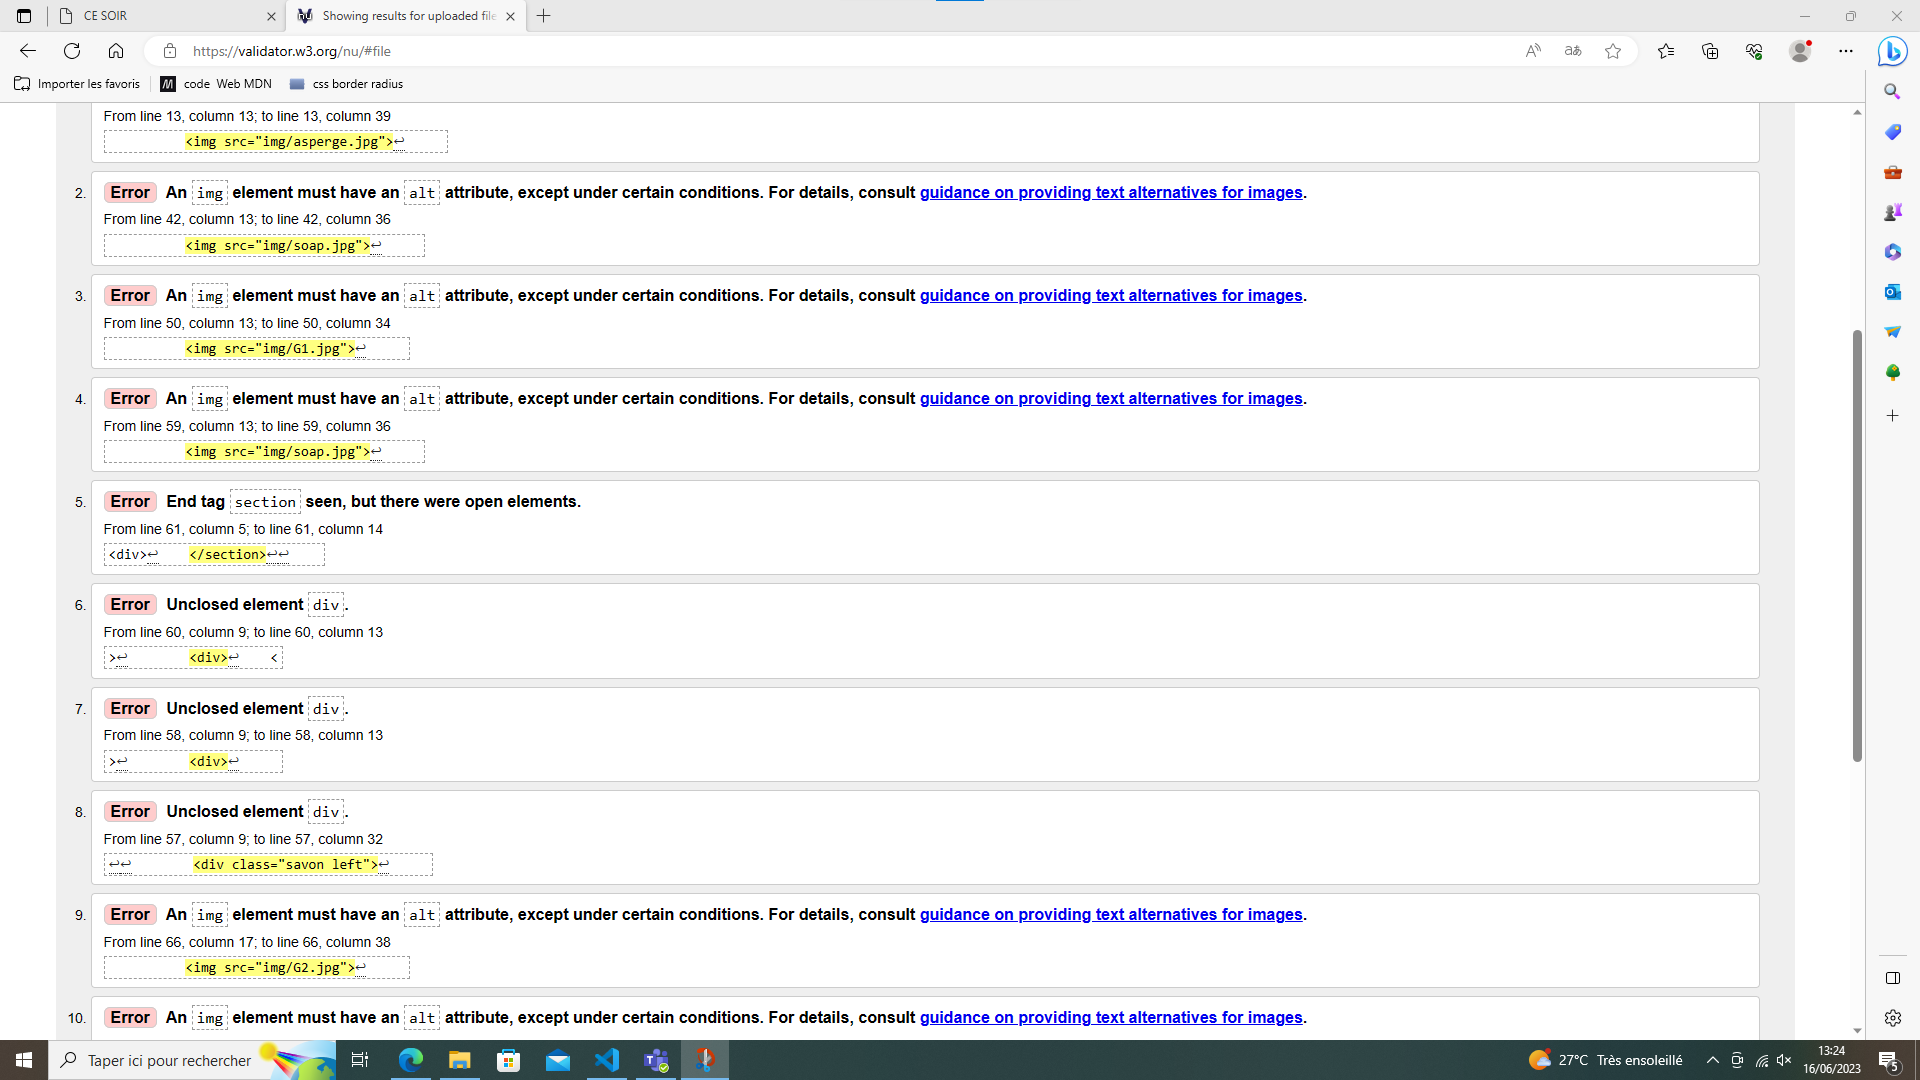 CE SOIR
Showing results for uploaded file
https://validator.w3.org/nu/#file
Importer les favoris
code Web MDN
css border radius
From line 13, column 13; to line 13, column 39
<img src="img/asperge.jpg">↩
2. Error An img element must have an alt attribute, except under certain conditions. For details, consult guidance on providing text alternatives for images.
From line 42, column 13; to line 42, column 36
<img src="img/soap.jpg">↩
3. Error An img element must have an alt attribute, except under certain conditions. For details, consult guidance on providing text alternatives for images.
From line 50, column 13; to line 50, column 34
<img src="img/G1.jpg">↩
4. Error An img element must have an alt attribute, except under certain conditions. For details, consult guidance on providing text alternatives for images.
From line 59, column 13; to line 59, column 36
<img src="img/soap.jpg">↩
5. Error End tag section seen, but there were open elements.
From line 61, column 5; to line 61, column 14
<div>↩ </section>↩↩
6. Error Unclosed element div.
From line 60, column 9; to line 60, column 13
>↩ <div>↩ <
7. Error Unclosed element div.
From line 58, column 9; to line 58, column 13
>↩ <div>↩
8. Error Unclosed element div.
From line 57, column 9; to line 57, column 32
↩↩ <div class="savon left">↩
9. Error An img element must have an alt attribute, except under certain conditions. For details, consult guidance on providing text alternatives for images.
From line 66, column 17; to line 66, column 38
<img src="img/G2.jpg">↩
10. Error An img element must have an alt attribute, except under certain conditions. For details, consult guidance on providing text alternatives for images.
Taper ici pour rechercher
27°C Très ensoleillé
13:24
16/06/2023
5